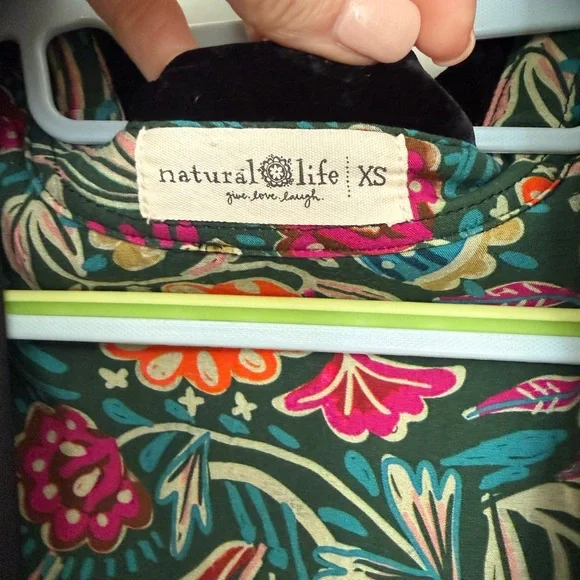 natural life XS
give. love. laugh.